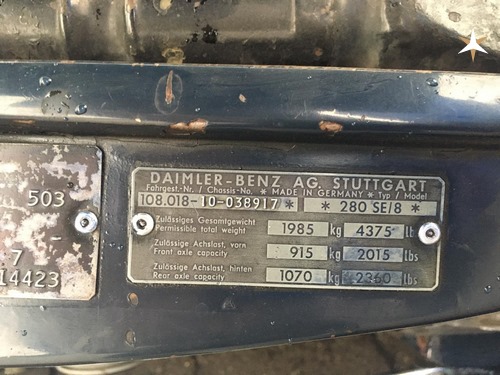 503
7
14423
DAIMLER-BENZ AG. STUTTGART
Fahrgest.-Nr. / Chassis-No. * MADE IN GERMANY * Typ / Model
108.018-10-038917 * * 280 SE/8 *
Zulässiges Gesamtgewicht
Permissible total weight 1985 kg 4375 lb
Zulässige Achslast, vorn
Front axle capacity 915 kg 2015 lbs
Zulässige Achslast, hinten
Rear axle capacity 1070 kg 2360 lbs